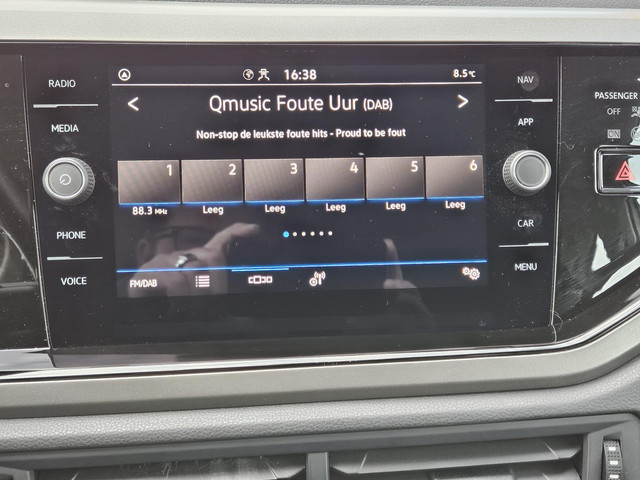 RADIO
MEDIA
PHONE
VOICE
16:38
8.5°C
< Qmusic Foute Uur (DAB) >
Non-stop de leukste foute hits - Proud to be fout
1 2 3 4 5 6
88.3 MHz Leeg Leeg Leeg Leeg Leeg
FM/DAB
NAV
APP
CAR
MENU
PASSENGER
OFF